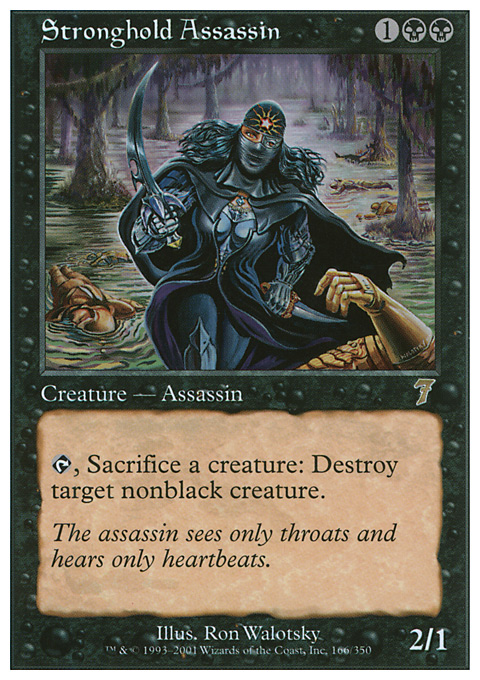 Stronghold Assassin 1
Creature — Assassin 7
, Sacrifice a creature: Destroy
target nonblack creature.
The assassin sees only throats and
hears only heartbeats.
Illus. Ron Walotsky
™ & © 1993–2001 Wizards of the Coast, Inc. 166/350
2/1